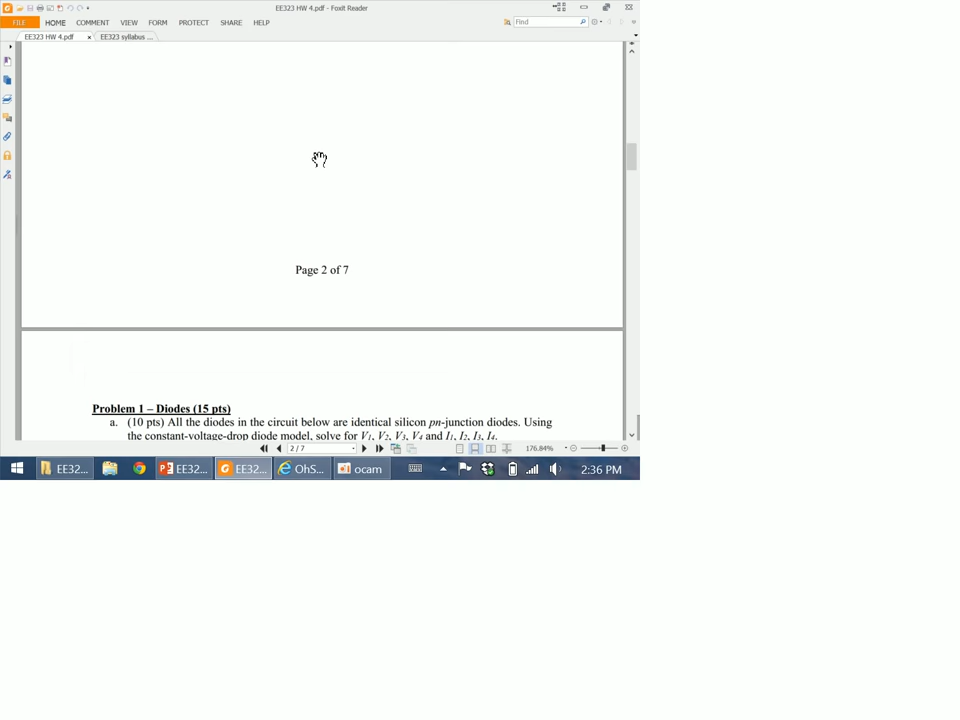 EE323 HW 4.pdf - Foxit Reader
FILE HOME COMMENT VIEW FORM PROTECT SHARE HELP
Find
EE323 HW 4.pdf × EE323 syllabus ...
Page 2 of 7
Problem 1 – Diodes (15 pts)
a. (10 pts) All the diodes in the circuit below are identical silicon pn-junction diodes. Using
the constant-voltage-drop diode model, solve for V1, V2, V3, V4 and I1, I2, I3, I4.
2 / 7 176.84%
EE32... EE32... EE32... OhS... ocam 2:36 PM